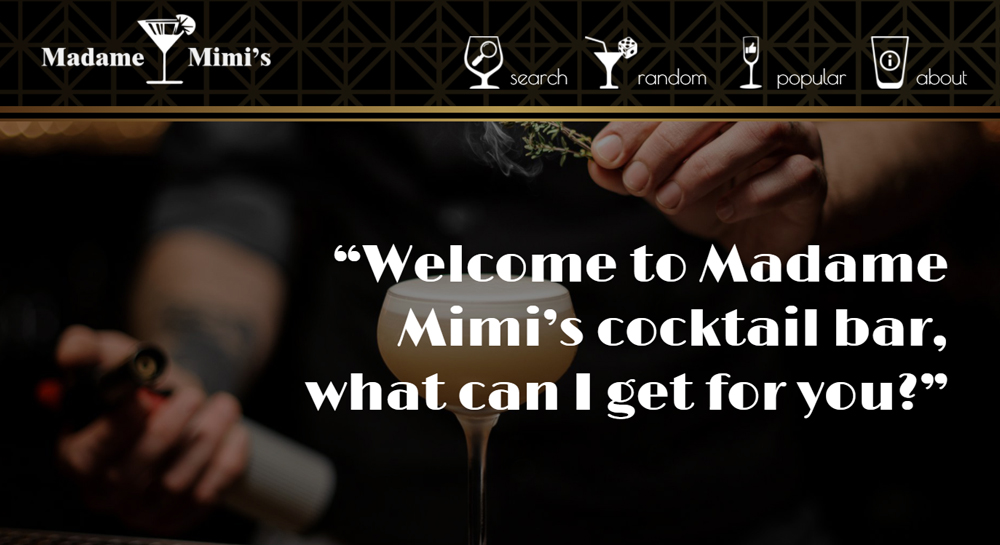 Madame Mimi’s
search
random
popular
about
“Welcome to Madame
Mimi’s cocktail bar,
what can I get for you?”